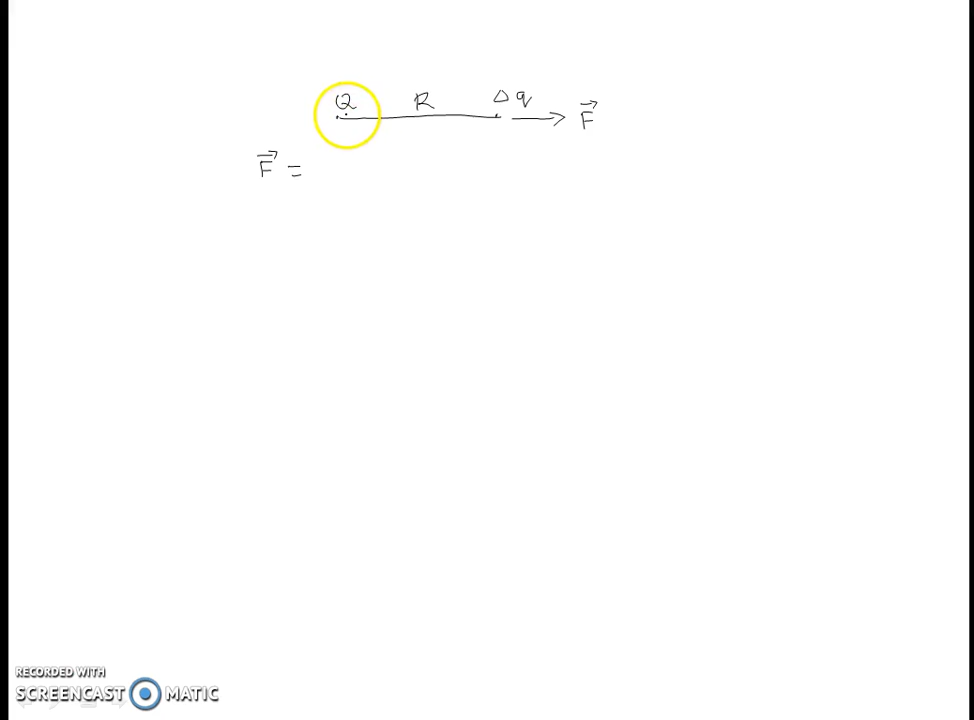 Q R Δq → F⃗
F⃗ =
RECORDED WITH
SCREENCAST MATIC